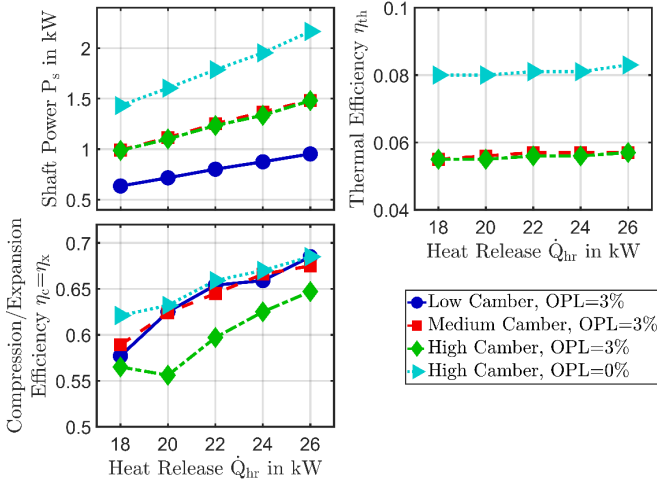 Shaft Power P_s in kW
2
1.5
1
0.5
Thermal Efficiency η_th
0.1
0.08
0.06
0.04
18 20 22 24 26
Heat Release Q̇_hr in kW
Compression/Expansion
Efficiency η_c=η_x
0.7
0.65
0.6
0.55
0.5
18 20 22 24 26
Heat Release Q̇_hr in kW
Low Camber, OPL=3%
Medium Camber, OPL=3%
High Camber, OPL=3%
High Camber, OPL=0%